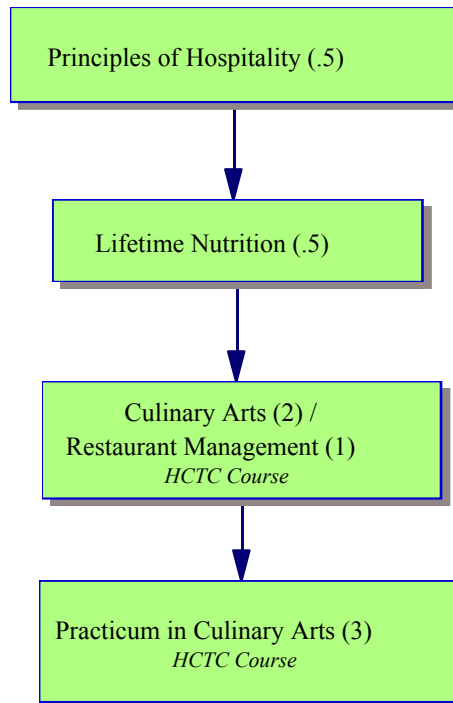 Principles of Hospitality (.5)
Lifetime Nutrition (.5)
Culinary Arts (2) /
Restaurant Management (1)
HCTC Course
Practicum in Culinary Arts (3)
HCTC Course